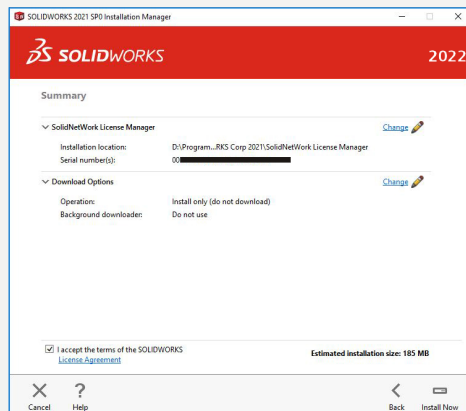 SOLIDWORKS 2021 SP0 Installation Manager
SOLIDWORKS 2022
Summary
SolidNetWork License Manager Change
Installation location: D:\Program...RKS Corp 2021\SolidNetWork License Manager
Serial number(s): 00
Download Options Change
Operation: Install only (do not download)
Background downloader: Do not use
I accept the terms of the SOLIDWORKS
License Agreement
Estimated installation size: 185 MB
Cancel Help Back Install Now